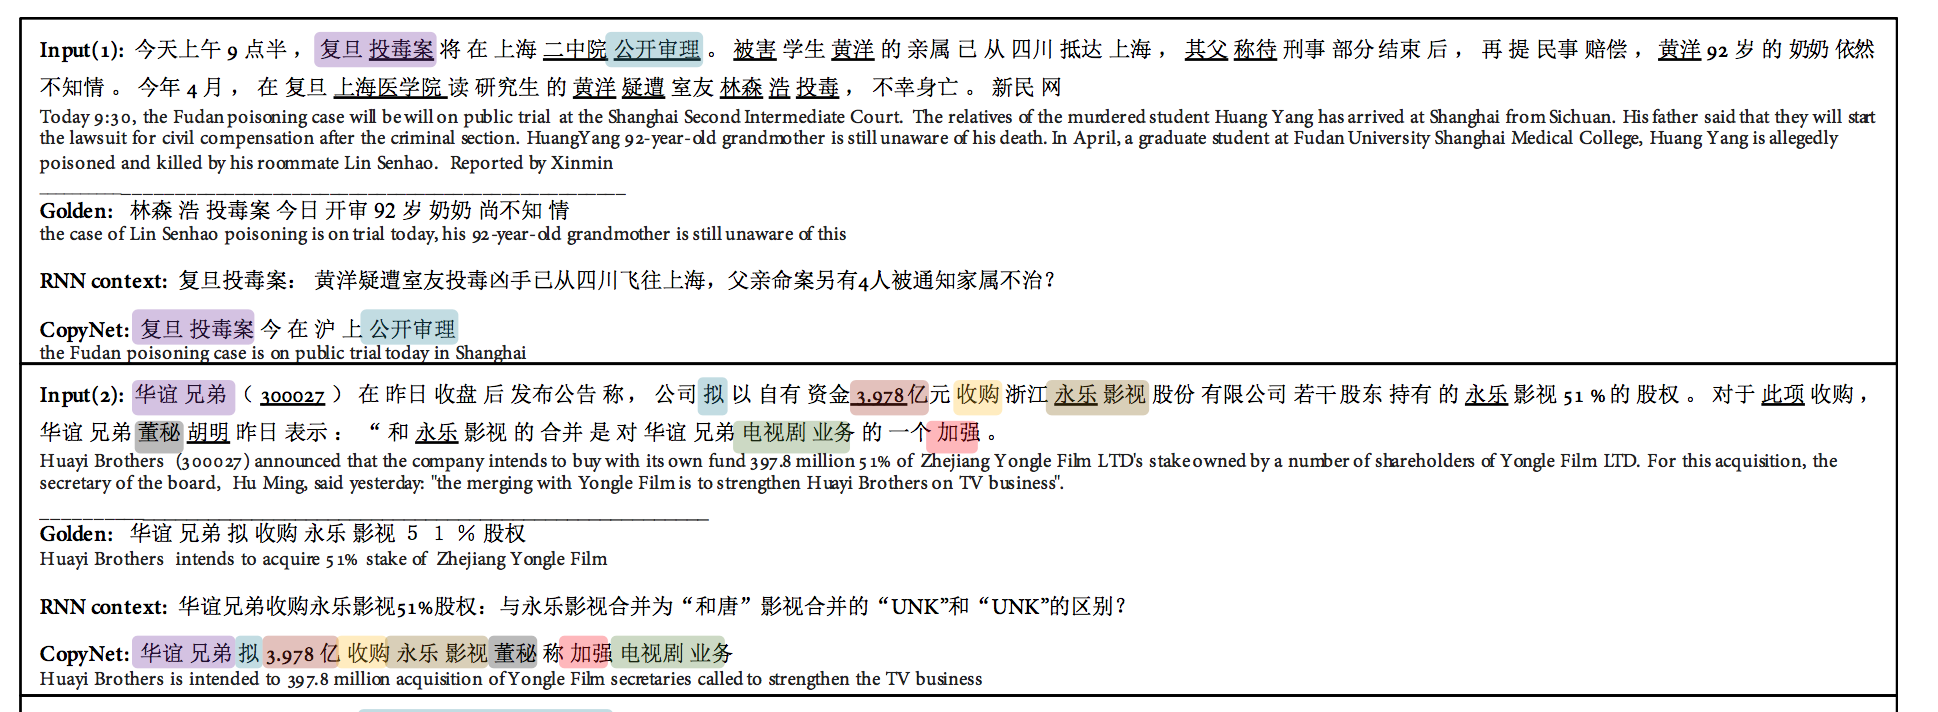 Input(1): 今天上午 9 点半 ， 复旦 投毒案 将 在 上海 二中院 公开审理 。 被害 学生 黄洋 的 亲属 已 从 四川 抵达 上海 ， 其父 称待 刑事 部分 结束 后 ， 再 提 民事 赔偿 ， 黄洋 92 岁 的 奶奶 依然
不知情 。 今年 4 月 ， 在 复旦 上海医学院 读 研究生 的 黄洋 疑遭 室友 林森 浩 投毒 ， 不幸身亡 。 新民 网
Today 9:30, the Fudan poisoning case will be will on public trial at the Shanghai Second Intermediate Court. The relatives of the murdered student Huang Yang has arrived at Shanghai from Sichuan. His father said that they will start
the lawsuit for civil compensation after the criminal section. HuangYang 92-year-old grandmother is still unaware of his death. In April, a graduate student at Fudan University Shanghai Medical College, Huang Yang is allegedly
poisoned and killed by his roommate Lin Senhao. Reported by Xinmin
Golden: 林森 浩 投毒案 今日 开审 92 岁 奶奶 尚不知 情
the case of Lin Senhao poisoning is on trial today, his 92-year-old grandmother is still unaware of this
RNN context: 复旦投毒案：黄洋疑遭室友投毒凶手已从四川飞往上海，父亲命案另有4人被通知家属不治？
CopyNet: 复旦 投毒案 今 在 沪 上 公开审理
the Fudan poisoning case is on public trial today in Shanghai
Input(2): 华谊 兄弟 （ 300027 ） 在 昨日 收盘 后 发布公告 称 ， 公司 拟 以 自有 资金 3.978亿元 收购 浙江 永乐 影视 股份 有限公司 若干股东 持有 的 永乐 影视 51 % 的 股权 。 对于 此项 收购 ，
华谊 兄弟 董秘 胡明 昨日 表示 ： “ 和 永乐 影视 的 合并 是 对 华谊 兄弟 电视剧 业务 的 一个 加强 。
Huayi Brothers (300027) announced that the company intends to buy with its own fund 397.8 million 51% of Zhejiang Yongle Film LTD's stake owned by a number of shareholders of Yongle Film LTD. For this acquisition, the
secretary of the board, Hu Ming, said yesterday: "the merging with Yongle Film is to strengthen Huayi Brothers on TV business".
Golden: 华谊 兄弟 拟 收购 永乐 影视 ５１％ 股权
Huayi Brothers intends to acquire 51% stake of Zhejiang Yongle Film
RNN context: 华谊兄弟收购永乐影视51%股权：与永乐影视合并为“和唐”影视合并的“UNK”和“UNK”的区别？
CopyNet: 华谊 兄弟 拟 3.978 亿 收购 永乐 影视 董秘 称 加强 电视剧 业务
Huayi Brothers is intended to 397.8 million acquisition of Yongle Film secretaries called to strengthen the TV business